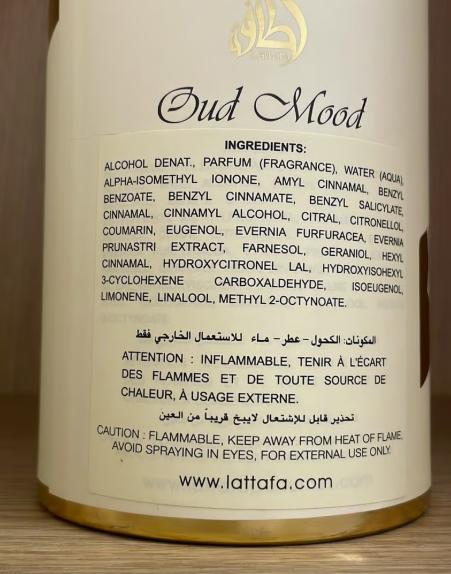 لطافة
Lattafa
Oud Mood
INGREDIENTS:
ALCOHOL DENAT., PARFUM (FRAGRANCE), WATER (AQUA),
ALPHA-ISOMETHYL IONONE, AMYL CINNAMAL, BENZYL
BENZOATE, BENZYL CINNAMATE, BENZYL SALICYLATE,
CINNAMAL, CINNAMYL ALCOHOL, CITRAL, CITRONELLOL,
COUMARIN, EUGENOL, EVERNIA FURFURACEA, EVERNIA
PRUNASTRI EXTRACT, FARNESOL, GERANIOL, HEXYL
CINNAMAL, HYDROXYCITRONEL LAL, HYDROXYISOHEXYL
3-CYCLOHEXENE CARBOXALDEHYDE, ISOEUGENOL,
LIMONENE, LINALOOL, METHYL 2-OCTYNOATE.
المكونات: الكحول - عطر - ماء للاستعمال الخارجي فقط
ATTENTION : INFLAMMABLE, TENIR À L'ÉCART
DES FLAMMES ET DE TOUTE SOURCE DE
CHALEUR, À USAGE EXTERNE.
تحذير قابل للإشتعال لايبخ قريباً من العين
CAUTION : FLAMMABLE, KEEP AWAY FROM HEAT OF FLAME,
AVOID SPRAYING IN EYES, FOR EXTERNAL USE ONLY.
www.lattafa.com